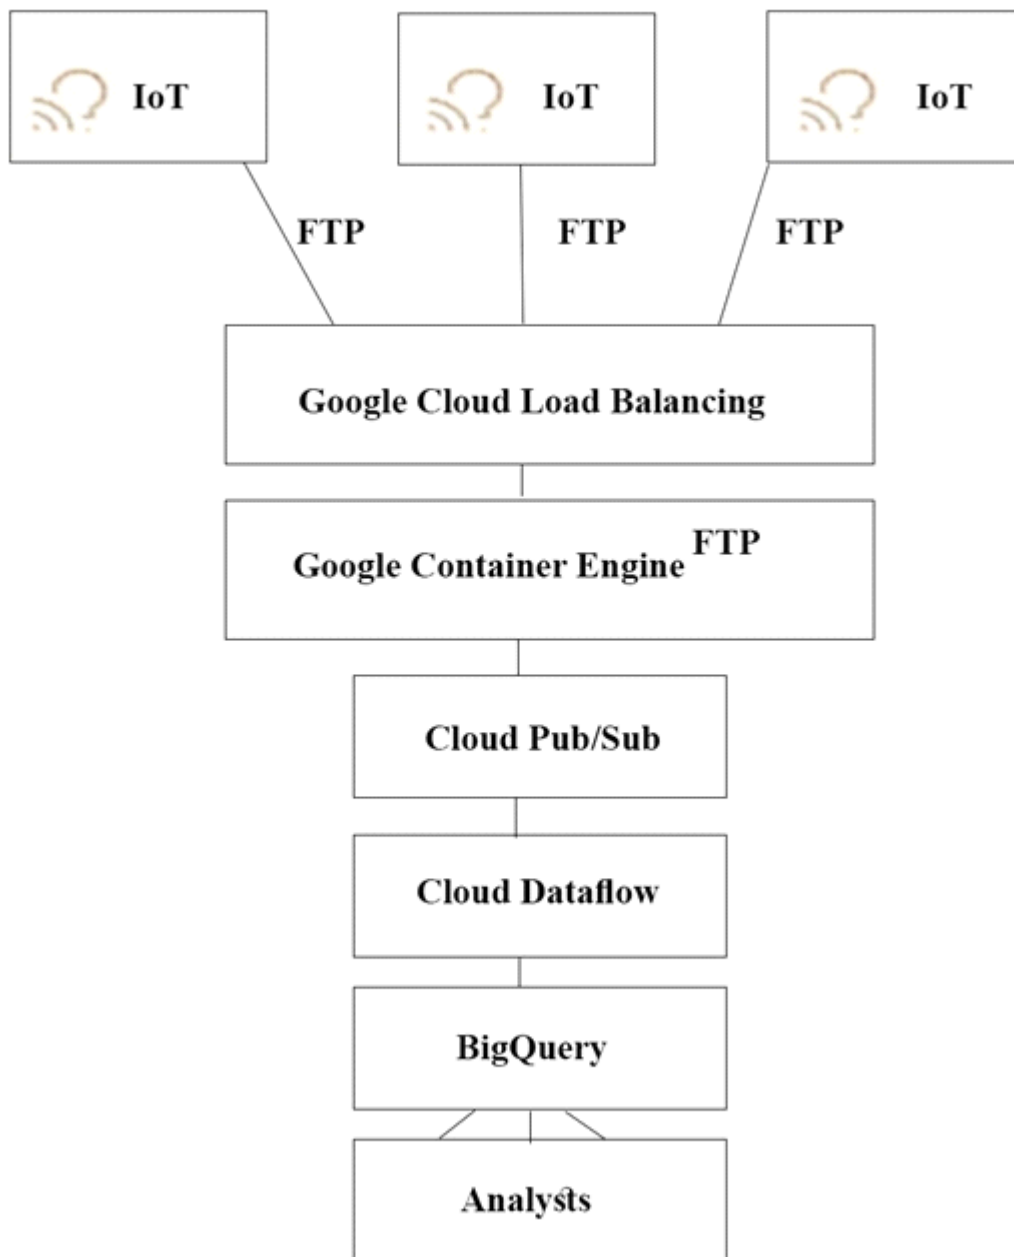 IoT IoT IoT
FTP FTP FTP
Google Cloud Load Balancing
Google Container Engine FTP
Cloud Pub/Sub
Cloud Dataflow
BigQuery
Analysts